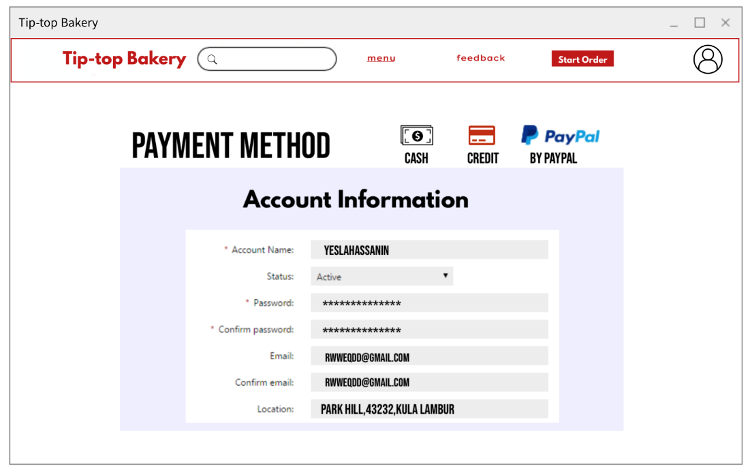 Tip-top Bakery
Tip-top Bakery menu feedback Start Order
PAYMENT METHOD
PayPal
CASH CREDIT BY PAYPAL
Account Information
* Account Name: YESLAHASSANIN
Status: Active
* Password: **************
* Confirm password: **************
Email: RWWEQDD@GMAIL.COM
Confirm email: RWWEQDD@GMAIL.COM
Location: PARK HILL,43232,KULA LAMBUR